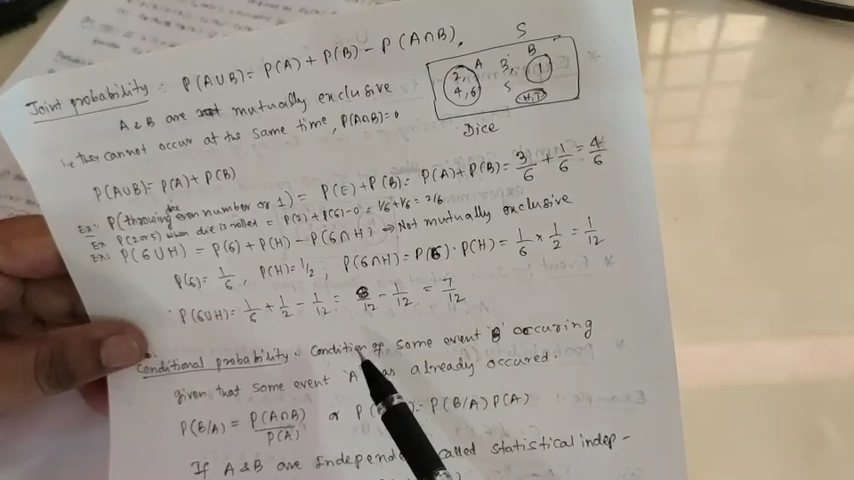 Joint probability : P(A∪B) = P(A) + P(B) − P(A∩B).
A & B are not mutually exclusive
i.e they cannot occur at the same time, P(A∩B)=0
P(A∪B) = P(A) + P(B)
S
A B
2, 4, 6 3, 5 1
H,T
Dice
Ex:- P(throwing the even number or 1) = P(E) + P(B) = P(A) + P(B) = 3/6 + 1/6 = 4/6
Ex P(2 or 5) when die is rolled = P(2) + P(5) − 0 = 1/6 + 1/6 = 2/6
Ex: P(6∪H) = P(6) + P(H) − P(6∩H) → Not mutually exclusive
P(6) = 1/6, P(H) = 1/2, P(6∩H) = P(6) . P(H) = 1/6 × 1/2 = 1/12
P(6∪H) = 1/6 + 1/2 − 1/12 = 8/12 − 1/12 = 7/12
Conditional probability : Condition of some event 'B' occuring
given that some event 'A' has already occured.
P(B/A) = P(A∩B)/P(A) or P( = P(B/A) P(A)
If A & B are called statistical indep-